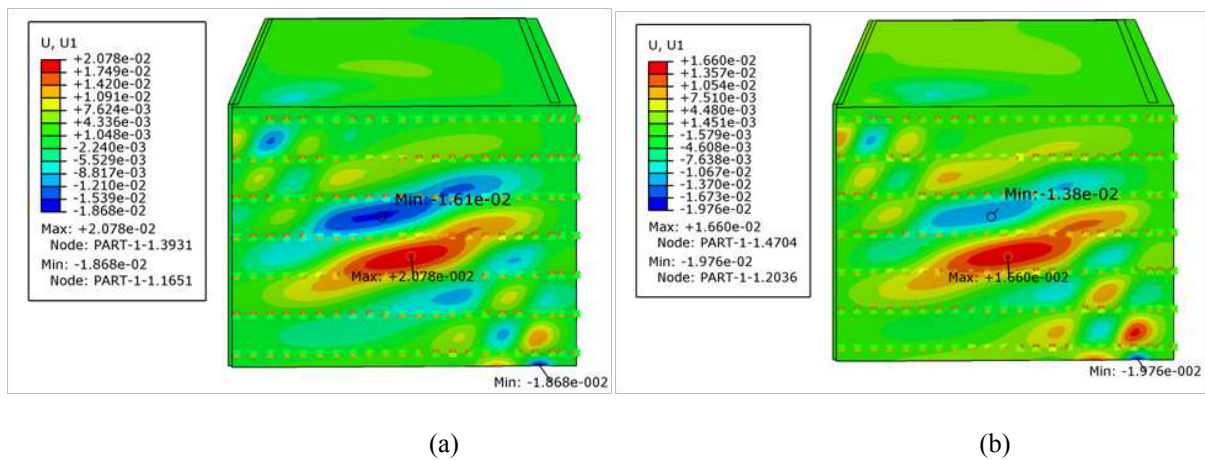 U, U1
+2.078e-02
+1.749e-02
+1.420e-02
+1.091e-02
+7.624e-03
+4.336e-03
+1.048e-03
-2.240e-03
-5.529e-03
-8.817e-03
-1.210e-02
-1.539e-02
-1.868e-02
Max: +2.078e-02
Node: PART-1-1.3931
Min: -1.868e-02
Node: PART-1-1.1651
Min: -1.61e-02
Max: +2.078e-002
Min: -1.868e-002
U, U1
+1.660e-02
+1.357e-02
+1.054e-02
+7.510e-03
+4.480e-03
+1.451e-03
-1.579e-03
-4.608e-03
-7.638e-03
-1.067e-02
-1.370e-02
-1.673e-02
-1.976e-02
Max: +1.660e-02
Node: PART-1-1.4704
Min: -1.976e-02
Node: PART-1-1.2036
Min: -1.38e-02
Max: +1.660e-002
Min: -1.976e-002
(a)
(b)